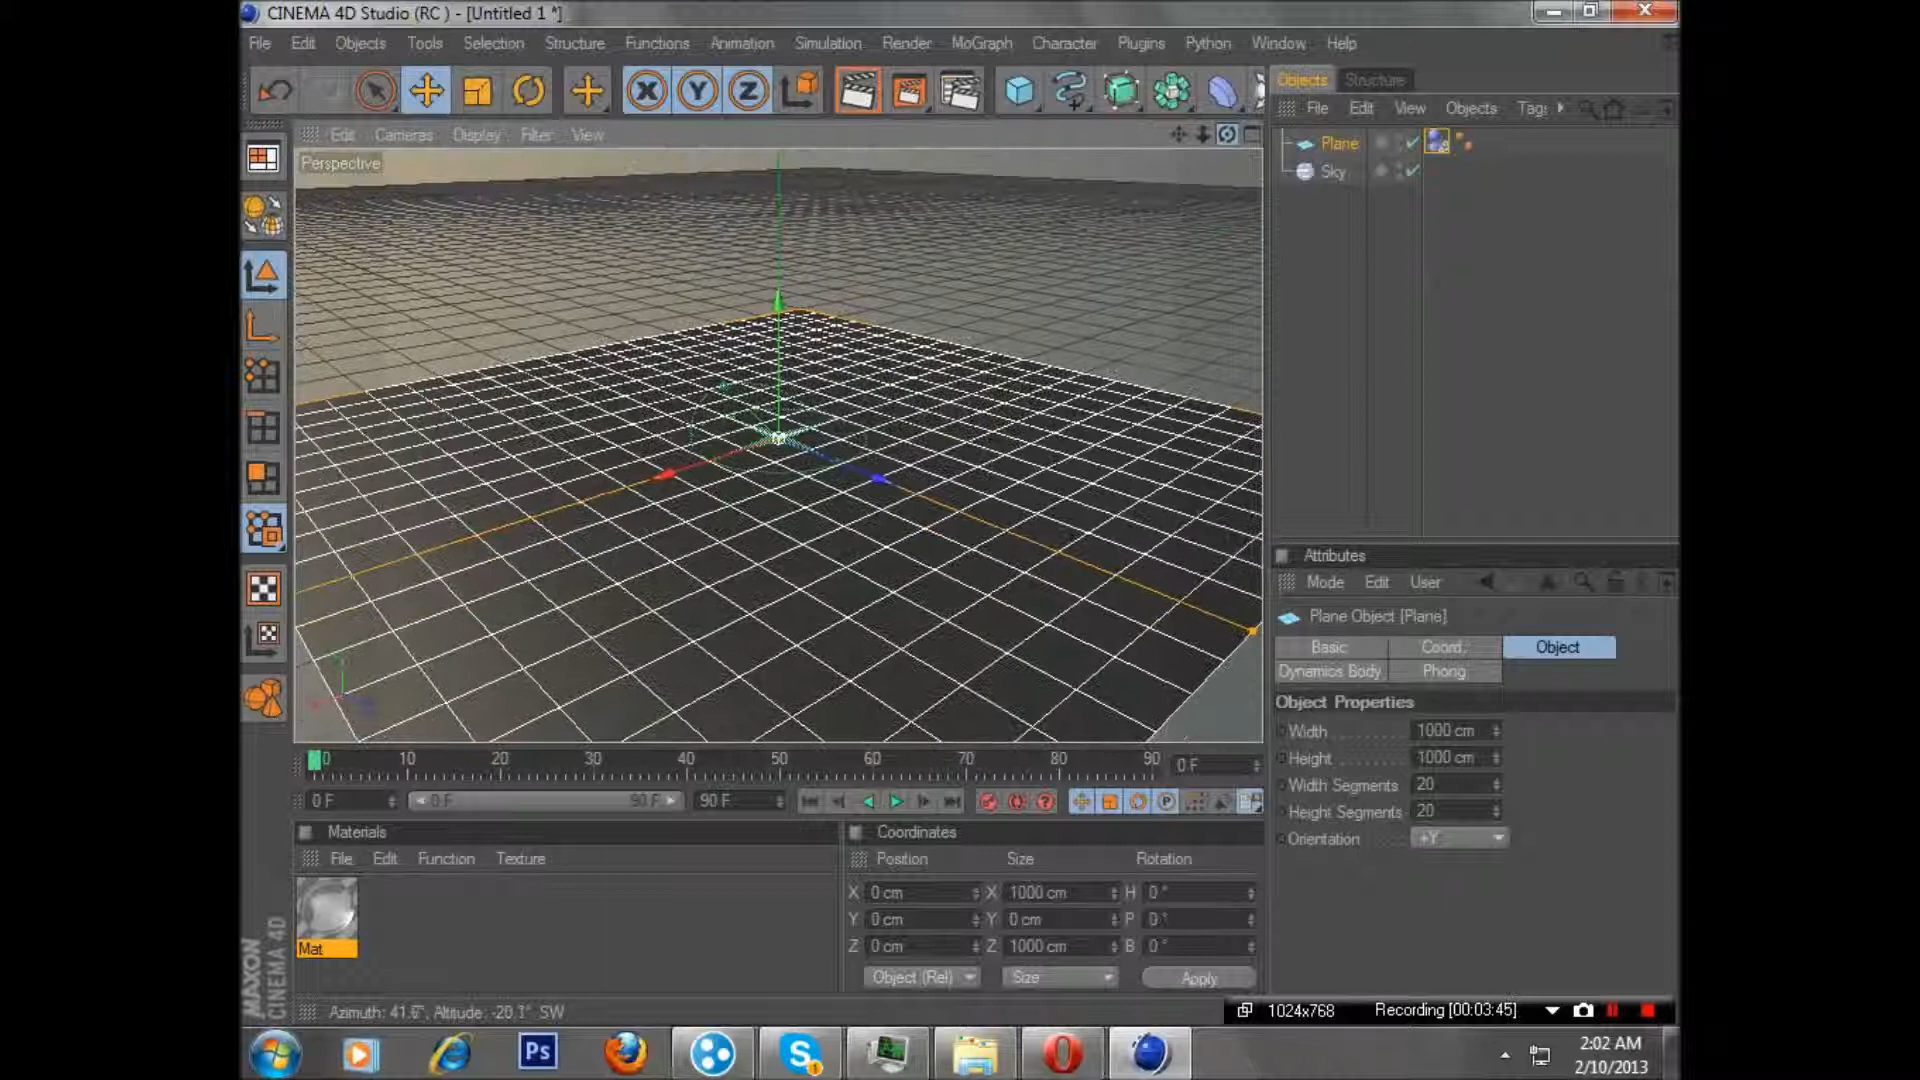 CINEMA 4D Studio (RC ) - [Untitled 1 *]
File Edit Objects Tools Selection Structure Functions Animation Simulation Render MoGraph Character Plugins Python Window Help
Objects Structure
File Edit View Objects Tags
Edit Cameras Display Filter View
Perspective
Plane
Sky
X Y Z
Attributes
Mode Edit User
Plane Object [Plane]
Basic Coord. Object
Dynamics Body Phong
Object Properties
Width 1000 cm
Height 1000 cm
Width Segments 20
Height Segments 20
Orientation +Y
0 10 20 30 40 50 60 70 80 90 0 F
0 F 0 F 90 F 90 F
P
Materials
File Edit Function Texture
Mat
Coordinates
Position Size Rotation
X 0 cm X 1000 cm H 0 °
Y 0 cm Y 0 cm P 0 °
Z 0 cm Z 1000 cm B 0 °
Object (Rel) Size Apply
MAXON
CINEMA 4D
Azimuth: 41.6°, Altitude: -20.1° SW
1024x768 Recording [00:03:45]
Ps
S
1
2:02 AM
2/10/2013